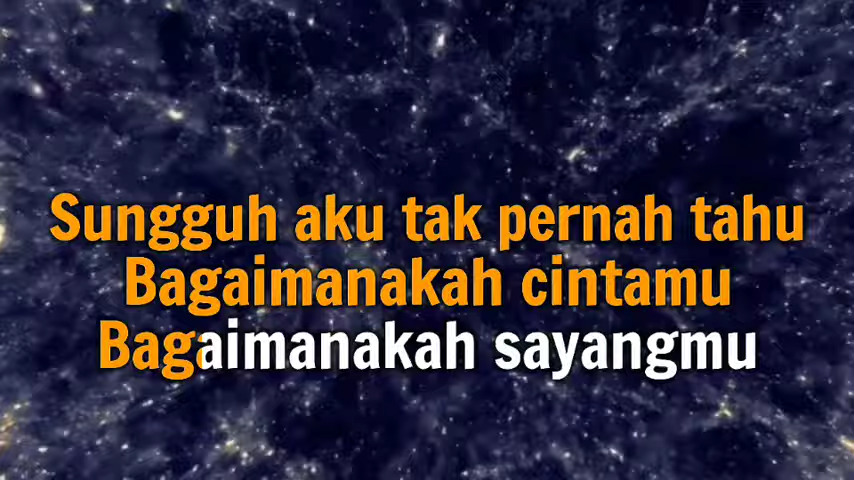 Sungguh aku tak pernah tahu
Bagaimanakah cintamu
Bagaimanakah sayangmu